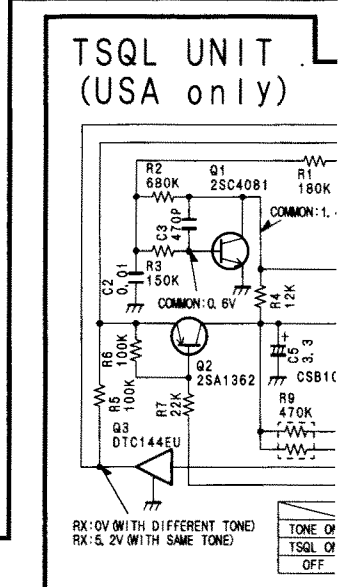 TSQL UNIT
(USA only)
R2
680K
Q1
2SC4081
R1
180K
C3
470P
COMMON:1.
R3
150K
C2
0.01
COMMON:0.6V
R4
12K
R6
100K
R5
100K
Q2
2SA1362
C5
3.3
+
CSB10
R7
22K
R9
470K
Q3
DTC144EU
RX:0V(WITH DIFFERENT TONE)
RX:5.2V(WITH SAME TONE)
TONE
TSQL
OFF